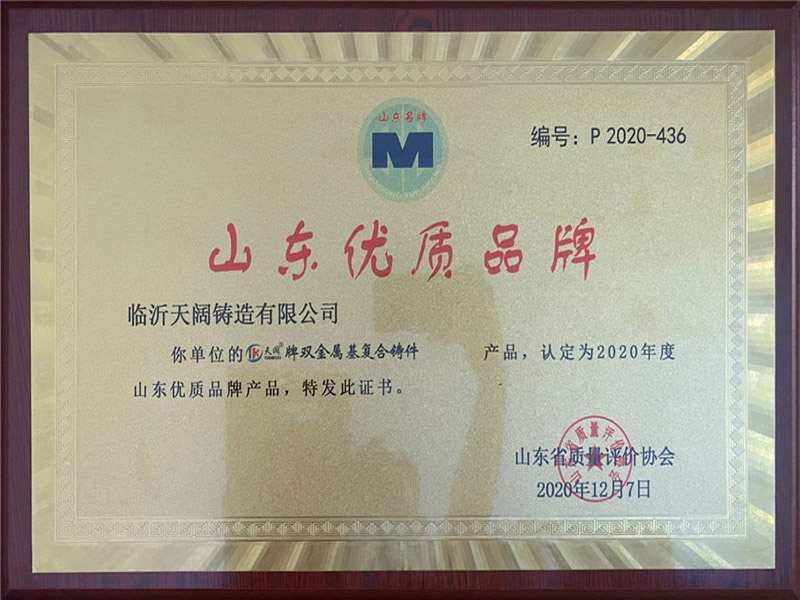 山东名牌
M
编号：P 2020-436
山东优质品牌
临沂天阔铸造有限公司
你单位的 TK 天阔® TIANKUO 牌双金属基复合铸件 产品，认定为2020年度
山东优质品牌产品，特发此证书。
山东省质量评价协会
2020年12月7日